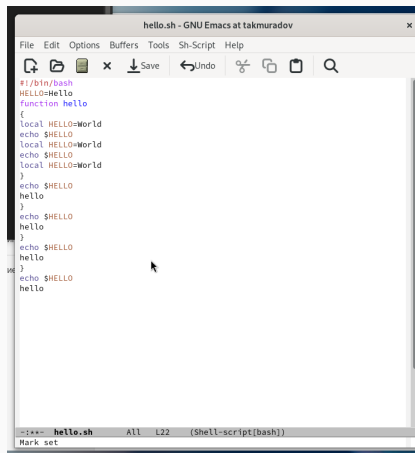 hello.sh - GNU Emacs at takmuradov
File Edit Options Buffers Tools Sh-Script Help
Save Undo
#!/bin/bash
HELLO=Hello
function hello
{
local HELLO=World
echo $HELLO
local HELLO=World
echo $HELLO
local HELLO=World
}
echo $HELLO
hello
}
echo $HELLO
hello
}
echo $HELLO
hello
}
echo $HELLO
hello
-:**- hello.sh All L22 (Shell-script[bash])
Mark set